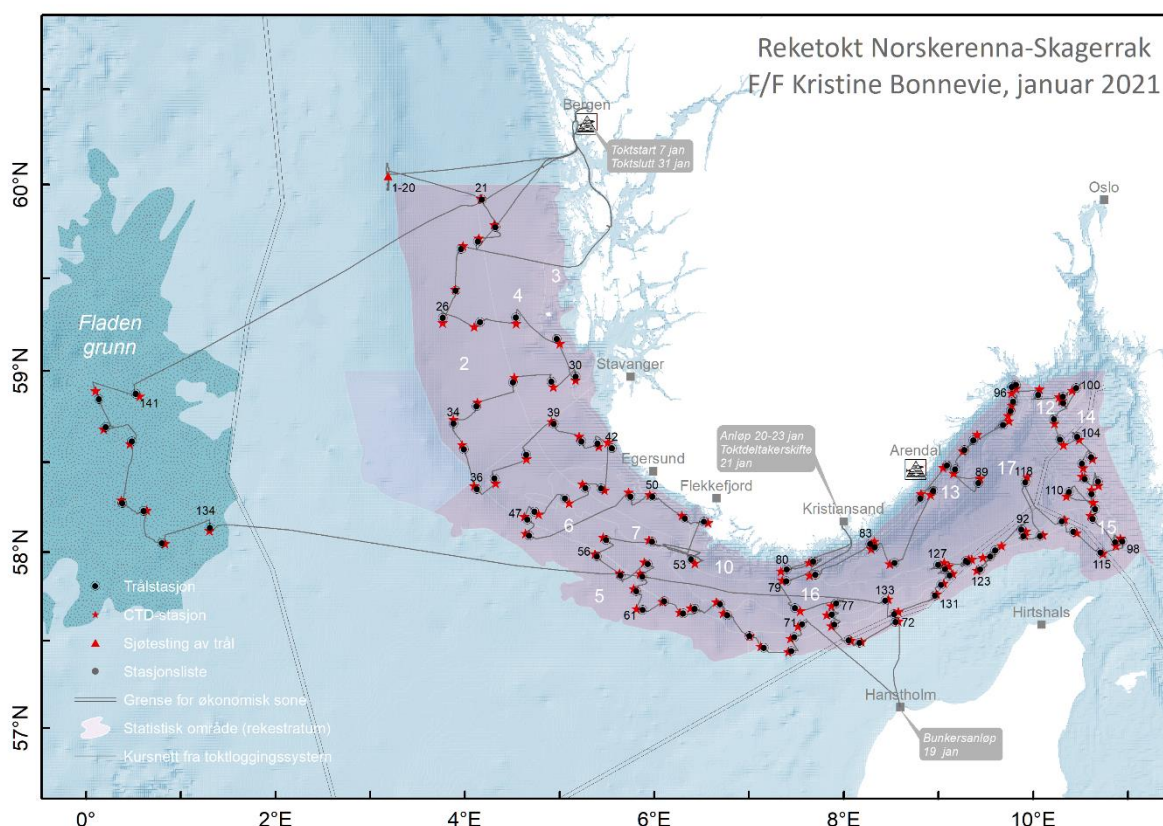 Reketokt Norskerenna-Skagerrak
F/F Kristine Bonnevie, januar 2021
Bergen
Toktstart 7 jan
Toktslutt 31 jan
60°N
59°N
58°N
57°N
1-20
21
Oslo
3
4
26
2
Fladen
grunn
30
Stavanger
141
34
39
42
36
Egersund
50
Flekkefjord
47
6
7
56
53
10
5
61
134
Anløp 20-23 jan
Toktdeltakerskifte
21 jan
Kristiansand
Arendal
96
12
100
14
104
17
13
89
118
110
83
92
15
98
115
80
79
16
77
127
123
133
131
71
72
Hirtshals
Hanstholm
Bunkersanløp
19 jan
Trålstasjon
CTD-stasjon
Sjøtesting av trål
Stasjonsliste
Grense for økonomisk sone
Statistisk område (rekestratum)
Kursnett fra toktloggingssystem
0°
2°E
4°E
6°E
8°E
10°E